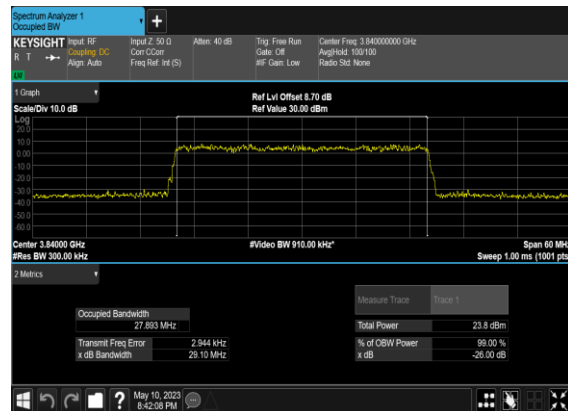 Spectrum Analyzer 1
Occupied BW
+
KEYSIGHT
R T
LXI
Input: RF
Coupling: DC
Align: Auto
Input Z: 50 Ω
Corr CCorr
Freq Ref: Int (S)
Atten: 40 dB
Trig: Free Run
Gate: Off
#IF Gain: Low
Center Freq: 3.840000000 GHz
Avg|Hold: 100/100
Radio Std: None
1 Graph
Scale/Div 10.0 dB
Ref Lvl Offset 8.70 dB
Ref Value 30.00 dBm
Log
20.0
10.0
0.00
-10.0
-20.0
-30.0
-40.0
-50.0
-60.0
Center 3.84000 GHz
#Res BW 300.00 kHz
#Video BW 910.00 kHz*
Span 60 MHz
Sweep 1.00 ms (1001 pts
2 Metrics
Measure Trace
Trace 1
Occupied Bandwidth
27.893 MHz
Total Power
23.8 dBm
Transmit Freq Error
2.944 kHz
% of OBW Power
99.00 %
x dB Bandwidth
29.10 MHz
x dB
-26.00 dB
?
May 10, 2023
8:42:08 PM